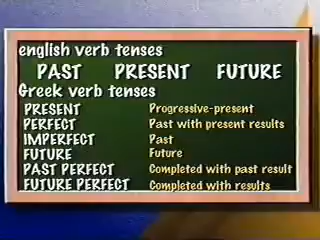 english verb tenses
PAST PRESENT FUTURE
Greek verb tenses
PRESENT Progressive-present
PERFECT Past with present results
IMPERFECT Past
FUTURE Future
PAST PERFECT Completed with past result
FUTURE PERFECT Completed with results